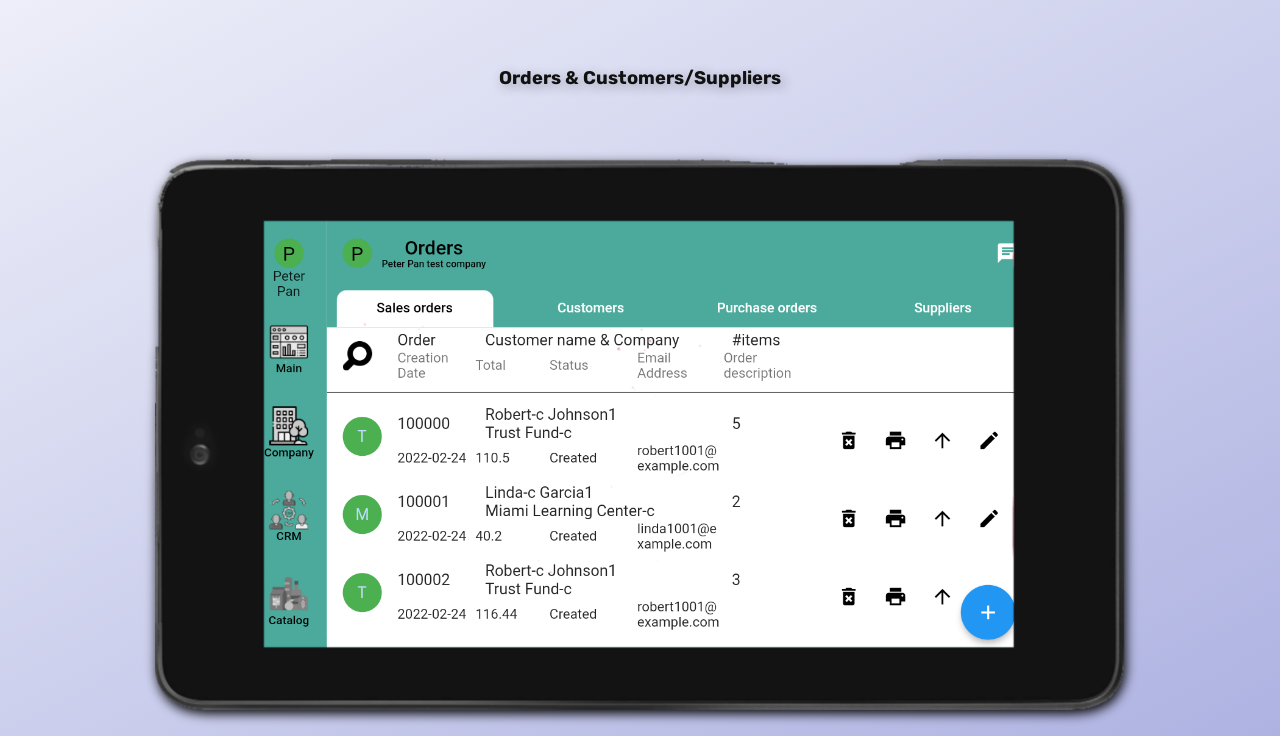 Orders & Customers/Suppliers
P
Peter
Pan
Main
Company
CRM
Catalog
P
Orders
Peter Pan test company
Sales orders
Customers
Purchase orders
Suppliers
Order
Customer name & Company
#items
Creation
Date
Total
Status
Email
Address
Order
description
T
100000
Robert-c Johnson1
Trust Fund-c
5
2022-02-24
110.5
Created
robert1001@
example.com
M
100001
Linda-c Garcia1
Miami Learning Center-c
2
2022-02-24
40.2
Created
linda1001@e
xample.com
T
100002
Robert-c Johnson1
Trust Fund-c
3
2022-02-24
116.44
Created
robert1001@
example.com
+